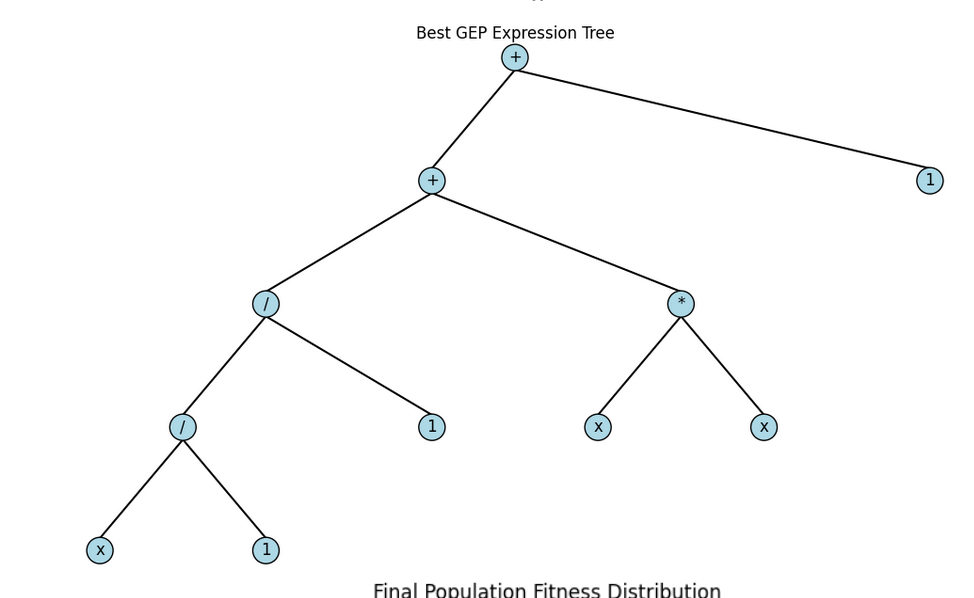 Best GEP Expression Tree
+
+
1
/
*
/
1
x
x
x
1
Final Population Fitness Distribution